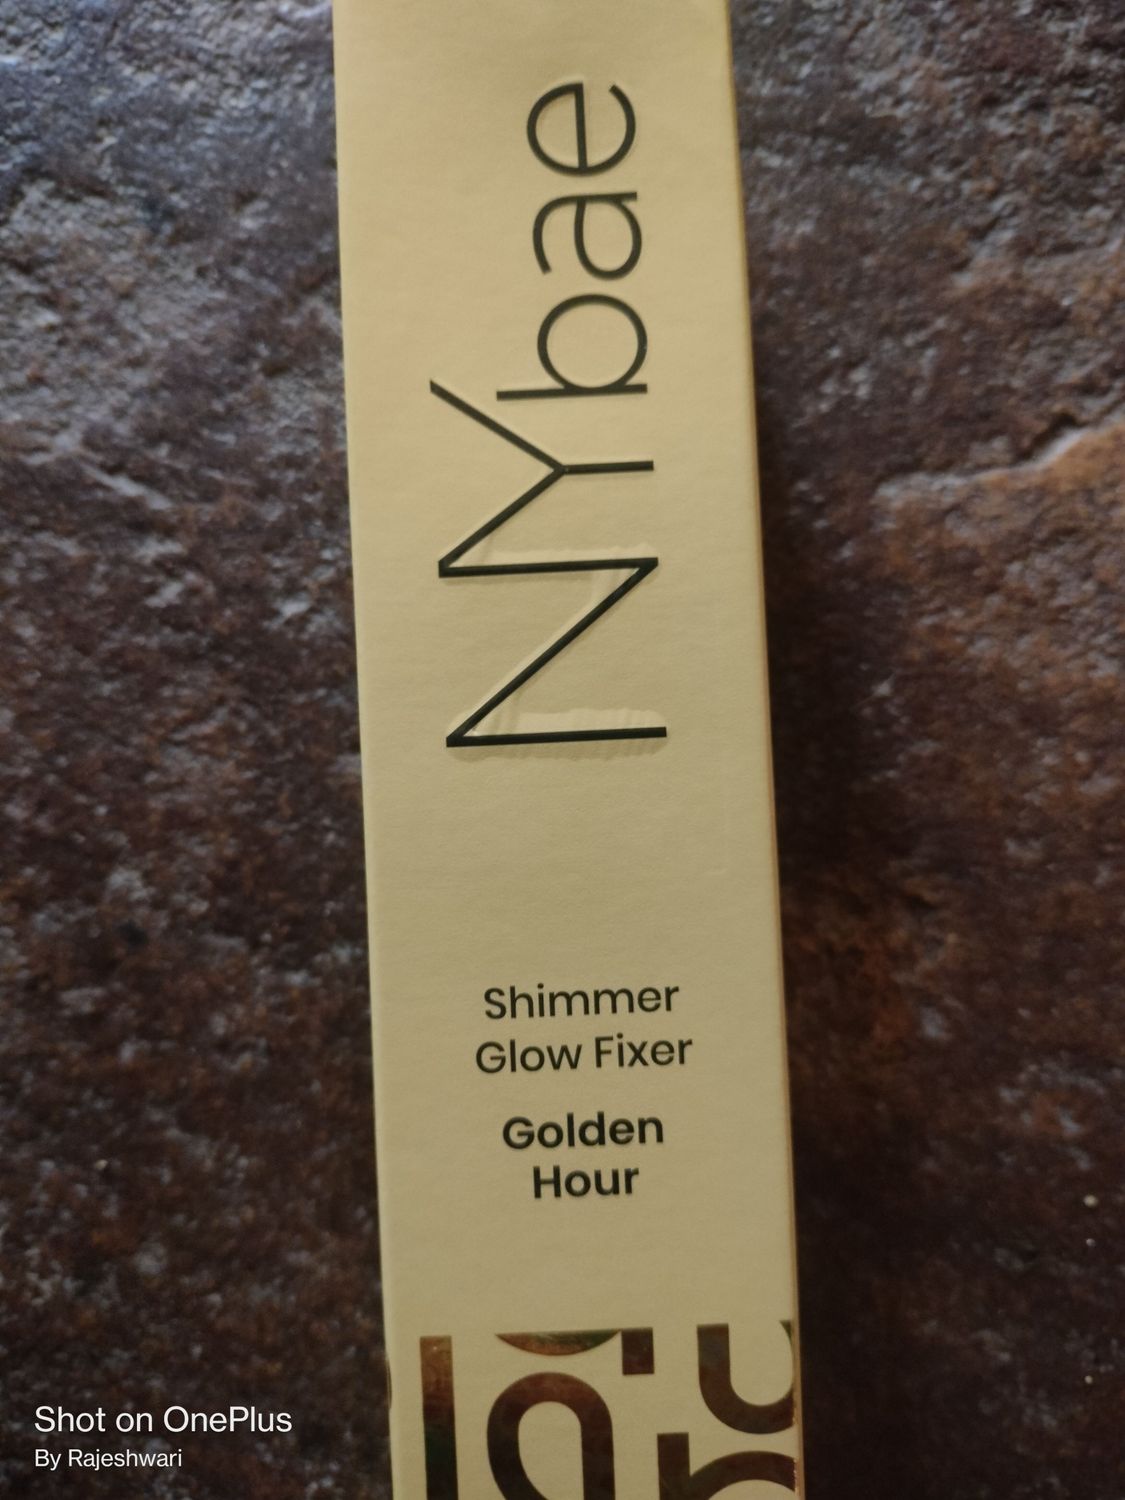 NYbae
Shimmer
Glow Fixer
Golden
Hour
Shot on OnePlus
By Rajeshwari